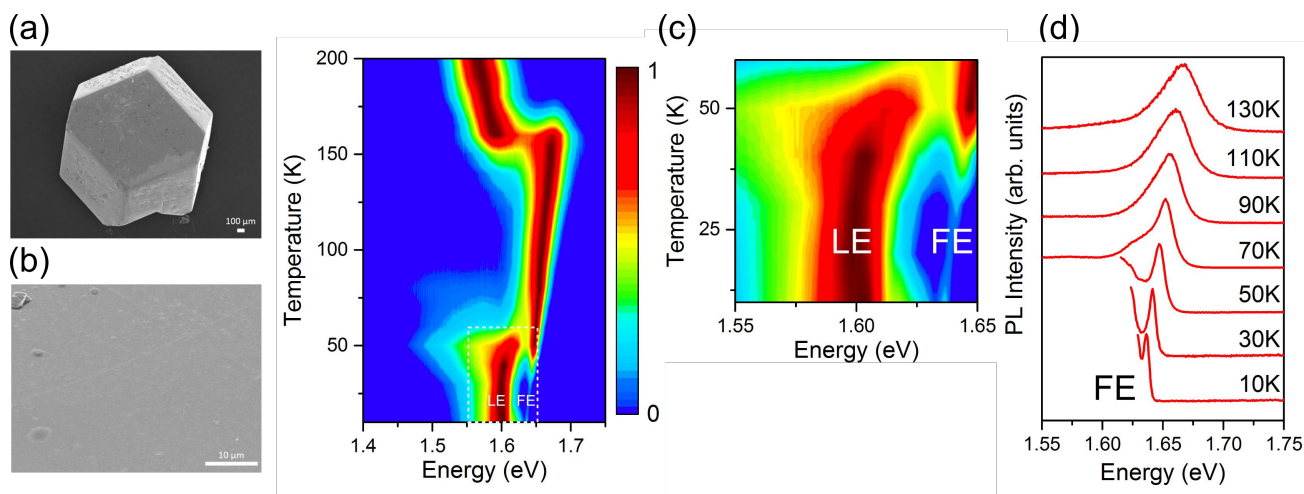 (a)
100 μm
(b)
10 μm
200
150
100
50
Temperature (K)
1.4
1.5
1.6
1.7
Energy (eV)
LE
FE
1
0
(c)
50
25
Temperature (K)
LE
FE
1.55
1.60
1.65
Energy (eV)
(d)
PL Intensity (arb. units)
130K
110K
90K
70K
50K
30K
10K
FE
1.55
1.60
1.65
1.70
1.75
Energy (eV)